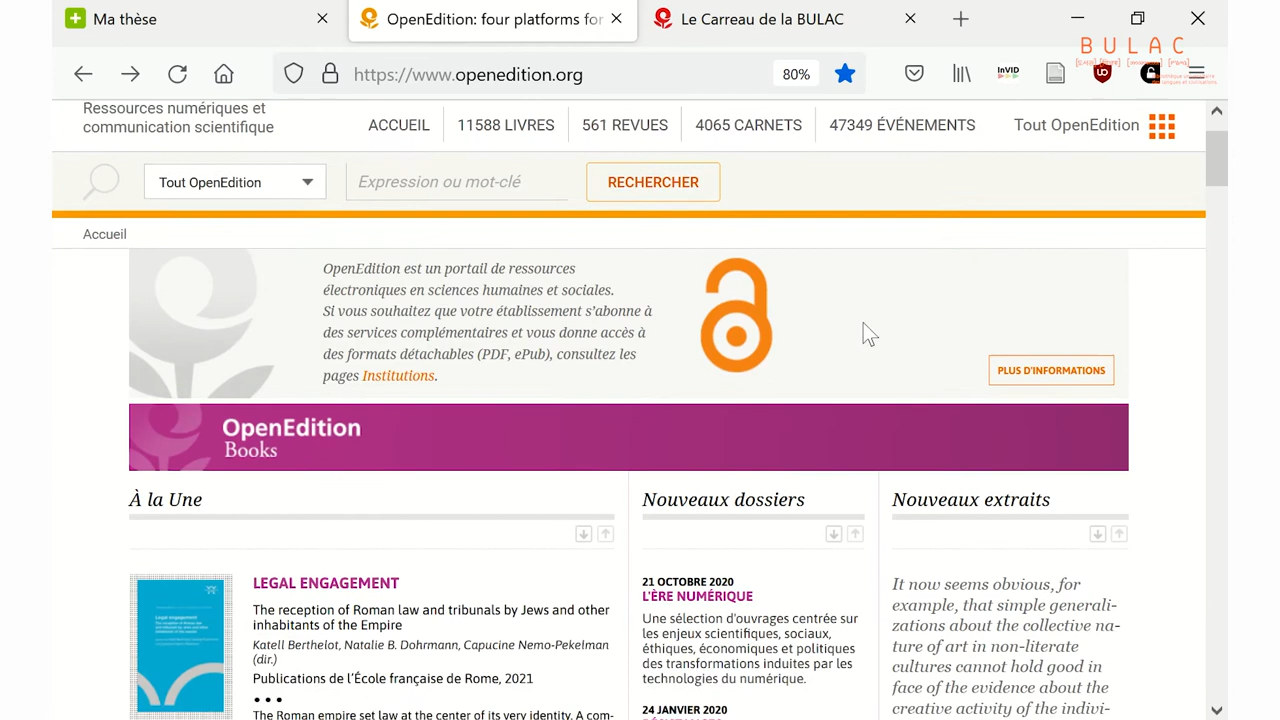 Ma thèse
OpenEdition: four platforms for
Le Carreau de la BULAC
BULAC
https://www.openedition.org
80%
InVID
Ressources numériques et
communication scientifique
ACCUEIL
11588 LIVRES
561 REVUES
4065 CARNETS
47349 ÉVÉNEMENTS
Tout OpenEdition
Tout OpenEdition
Expression ou mot-clé
RECHERCHER
Accueil
OpenEdition est un portail de ressources
électroniques en sciences humaines et sociales.
Si vous souhaitez que votre établissement s’abonne à
des services complémentaires et vous donne accès à
des formats détachables (PDF, ePub), consultez les
pages Institutions.
PLUS D'INFORMATIONS
OpenEdition
Books
À la Une
LEGAL ENGAGEMENT
The reception of Roman law and tribunals by Jews and other
inhabitants of the Empire
Katell Berthelot, Natalie B. Dohrmann, Capucine Nemo-Pekelman
(dir.)
Publications de l’École française de Rome, 2021
•••
The Roman empire set law at the center of its very identity. A com-
Nouveaux dossiers
21 OCTOBRE 2020
L'ÈRE NUMÉRIQUE
Une sélection d'ouvrages centrée sur
les enjeux scientifiques, sociaux,
éthiques, économiques et politiques
des transformations induites par les
technologies du numérique.
24 JANVIER 2020
Nouveaux extraits
It now seems obvious, for
example, that simple generali-
zations about the collective na-
ture of art in non-literate
cultures cannot hold good in
face of the evidence about the
creative activity of the indivi-